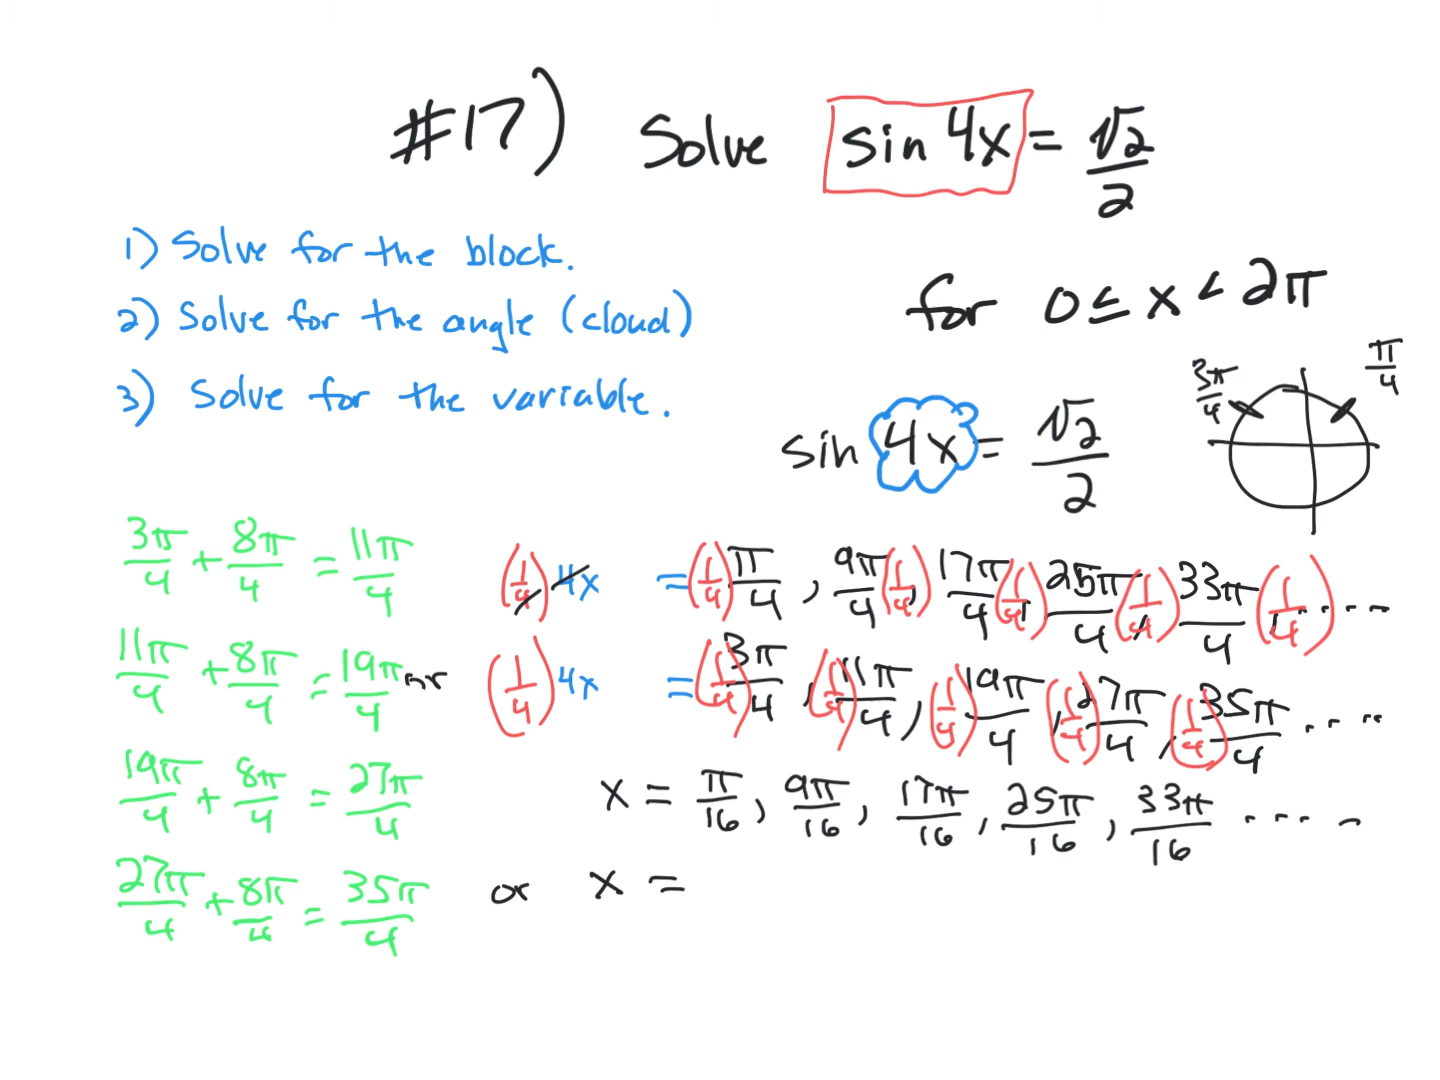 #17) Solve sin 4x = √2/2
1) Solve for the block.
for 0 ≤ x < 2π
2) Solve for the angle (cloud)
3) Solve for the variable.
sin 4x = √2/2
3π/4 π/4
3π/4 + 8π/4 = 11π/4
(1/4) 4x = (1/4) π/4, 9π/4 (1/4), 17π/4 (1/4), 25π/4 (1/4), 33π/4 (1/4), .....
11π/4 + 8π/4 = 19π/4
or (1/4) 4x = (1/4) 3π/4, (1/4) 11π/4, (1/4) 19π/4, (1/4) 27π/4, (1/4) 35π/4 ....
19π/4 + 8π/4 = 27π/4
x = π/16, 9π/16, 17π/16, 25π/16, 33π/16 .....
27π/4 + 8π/4 = 35π/4
or x =